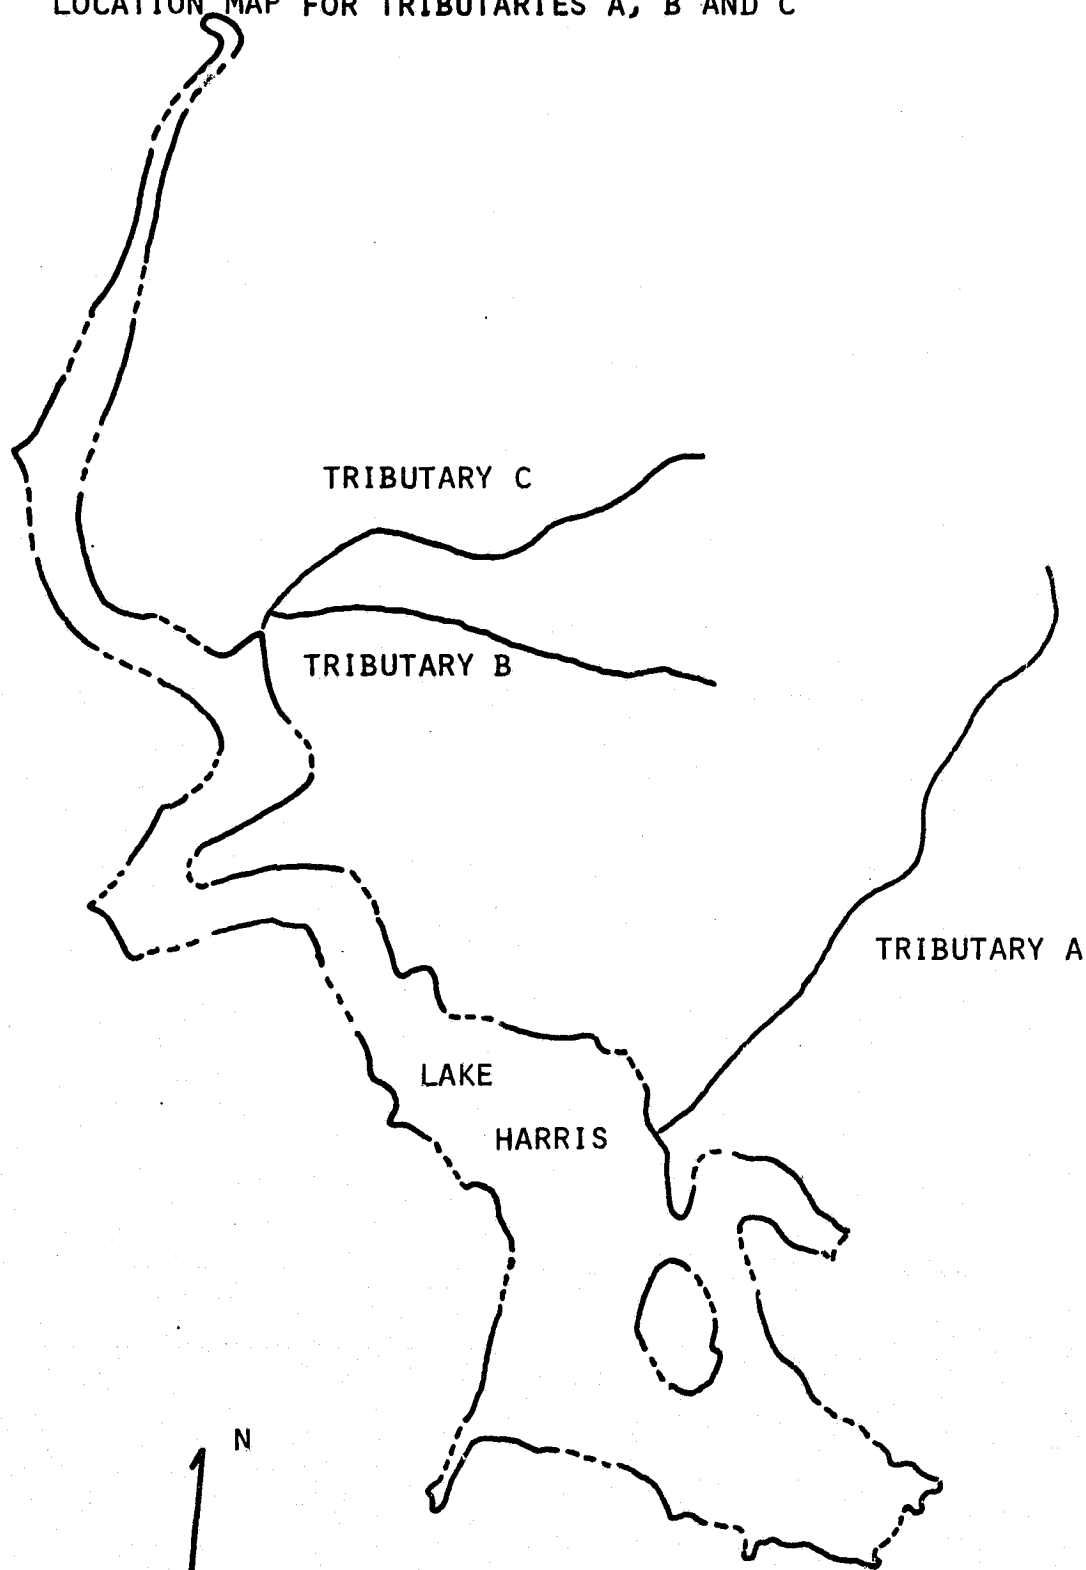 LOCATION MAP FOR TRIBUTARIES A, B AND C
TRIBUTARY C
TRIBUTARY B
TRIBUTARY A
LAKE
HARRIS
N